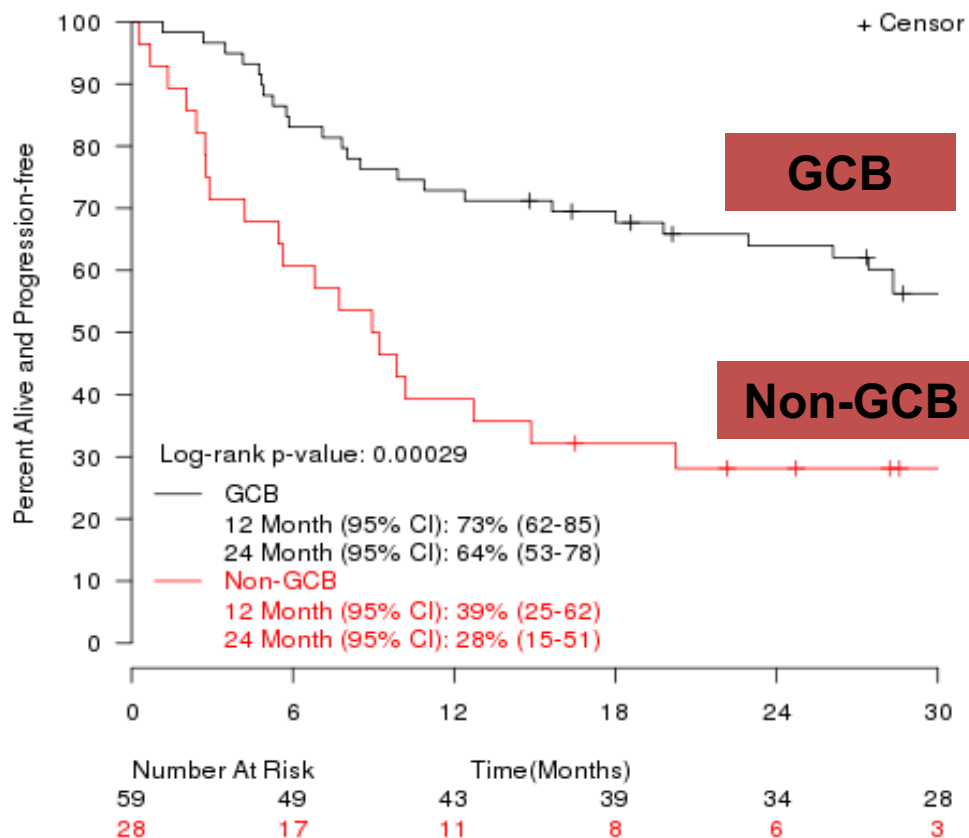 + Censor
100
90
80
70
60
50
40
30
20
10
0
Percent Alive and Progression-free
GCB
Non-GCB
Log-rank p-value: 0.00029
GCB
12 Month (95% CI): 73% (62-85)
24 Month (95% CI): 64% (53-78)
Non-GCB
12 Month (95% CI): 39% (25-62)
24 Month (95% CI): 28% (15-51)
0 6 12 18 24 30
Number At Risk Time(Months)
59 49 43 39 34 28
28 17 11 8 6 3